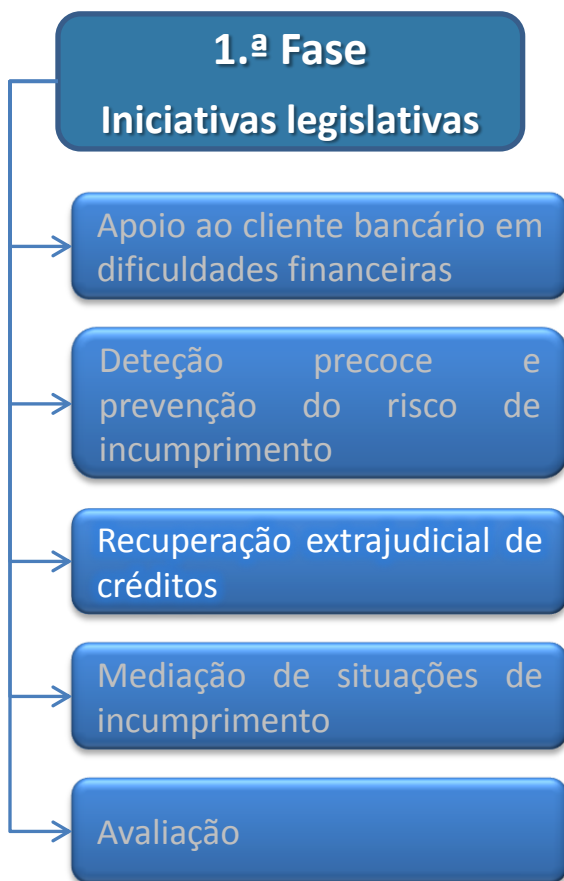 1.ª Fase
Iniciativas legislativas
Apoio ao cliente bancário em
dificuldades financeiras
Deteção precoce e
prevenção do risco de
incumprimento
Recuperação extrajudicial de
créditos
Mediação de situações de
incumprimento
Avaliação